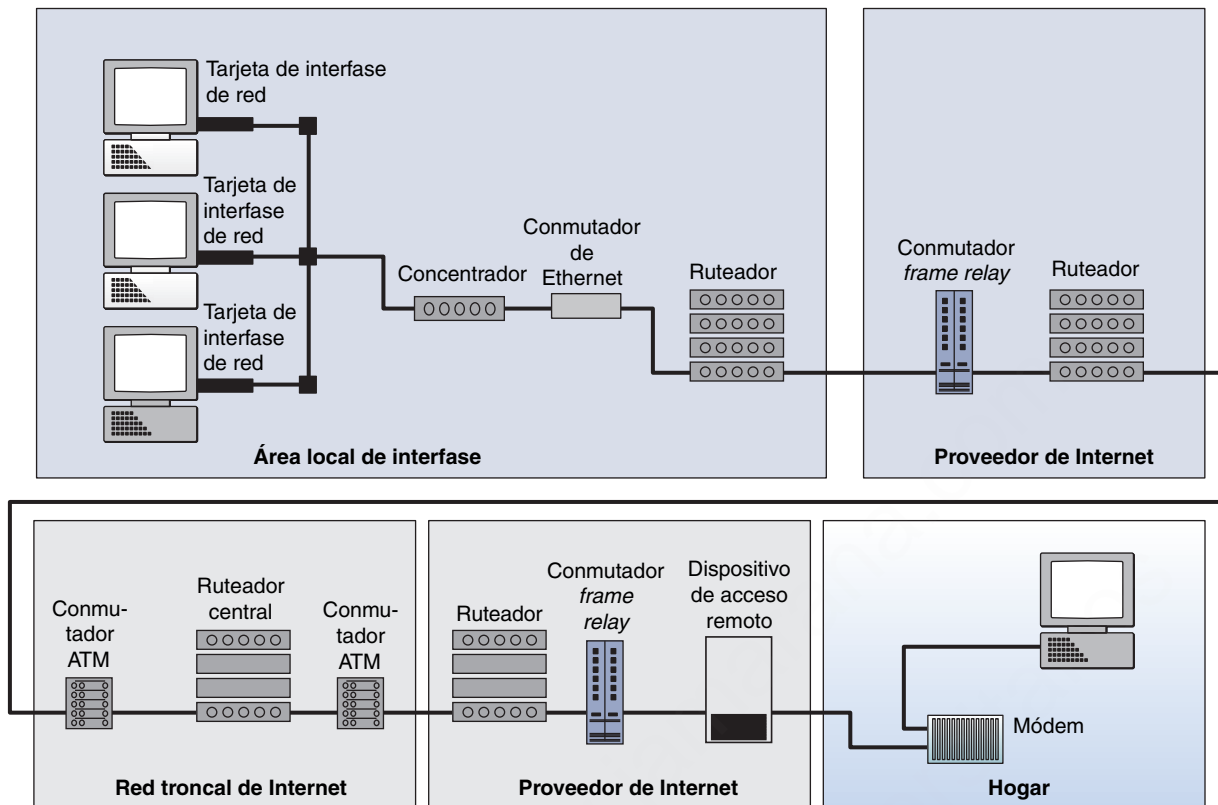 Tarjeta de interfase
de red
Tarjeta de
interfase
de red
Tarjeta de
interfase
de red
Concentrador
Conmutador
de
Ethernet
Ruteador
Área local de interfase
Conmutador
frame relay
Ruteador
Proveedor de Internet
Conmu-
tador
ATM
Ruteador
central
Conmu-
tador
ATM
Red troncal de Internet
Ruteador
Conmutador
frame
relay
Dispositivo
de acceso
remoto
Proveedor de Internet
Módem
Hogar